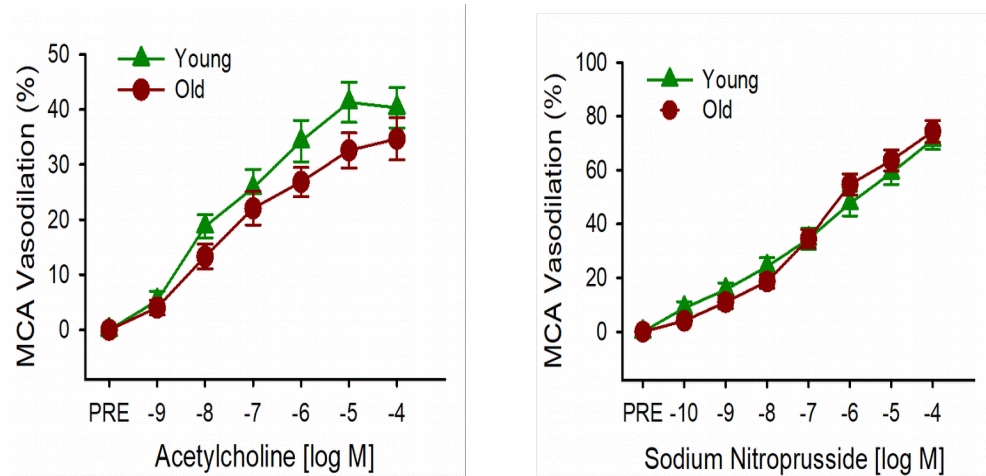 MCA Vasodilation (%)
50
40
30
20
10
0
Young
Old
PRE -9 -8 -7 -6 -5 -4
Acetylcholine [log M]
MCA Vasodilation (%)
100
80
60
40
20
0
Young
Old
PRE -10 -9 -8 -7 -6 -5 -4
Sodium Nitroprusside [log M]